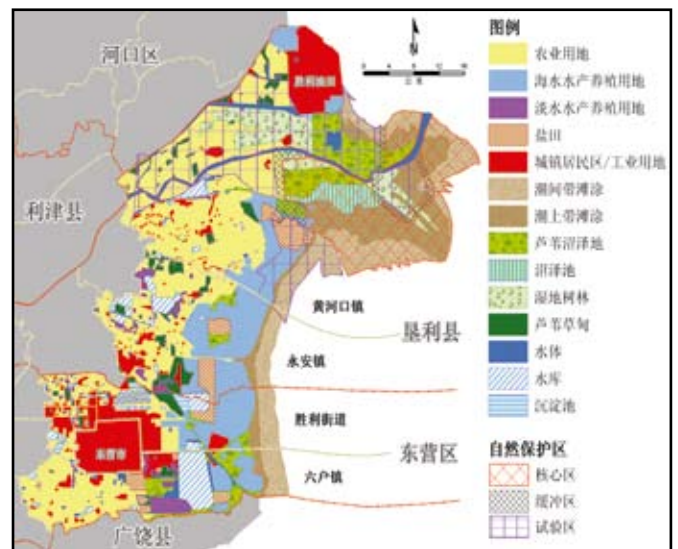 河口区
利津县
胜利油田
黄河口镇
垦利县
永安镇
胜利街道
东营区
东营市
六户镇
广饶县
N
图例
农业用地
海水水产养殖用地
淡水水产养殖用地
盐田
城镇居民区/工业用地
潮间带滩涂
潮上带滩涂
芦苇沼泽地
沼泽池
湿地树林
芦苇草甸
水体
水库
沉淀池
自然保护区
核心区
缓冲区
试验区